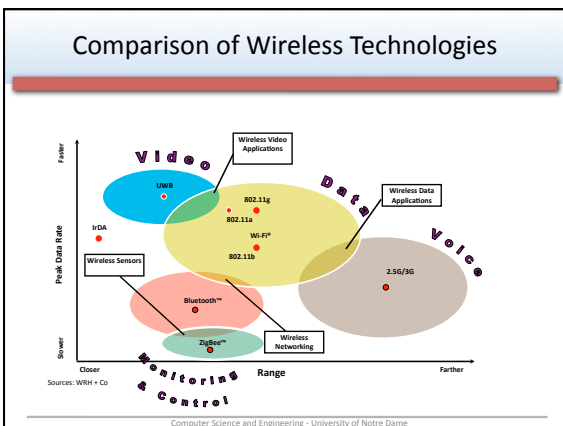 Comparison of Wireless Technologies
Faster
Video
Wireless Video
Applications
UWB
802.11g
802.11a
Data
Wireless Data
Applications
IrDA
Wi-Fi®
802.11b
Voice
Peak Data Rate
Wireless Sensors
2.5G/3G
Bluetooth™
Wireless
Networking
ZigBee™
Slower
Closer
Range
Farther
Monitoring
& Control
Sources: WRH + Co
Computer Science and Engineering - University of Notre Dame